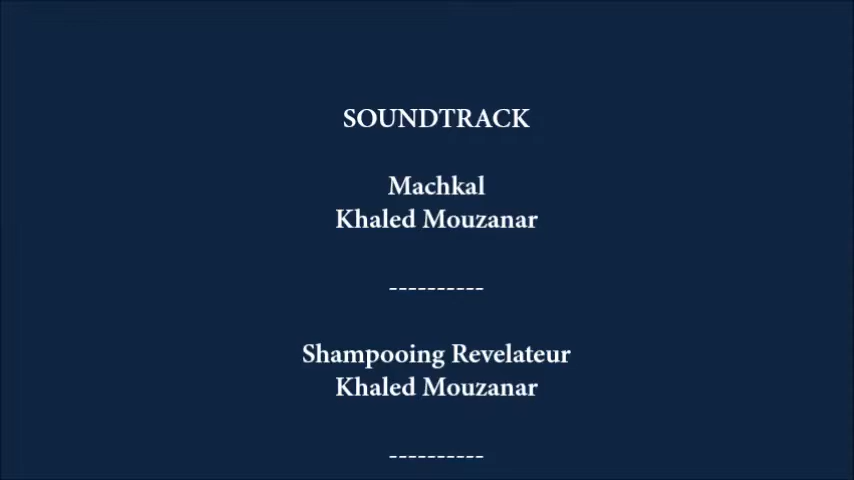 SOUNDTRACK
Machkal
Khaled Mouzanar
----------
Shampooing Revelateur
Khaled Mouzanar
----------